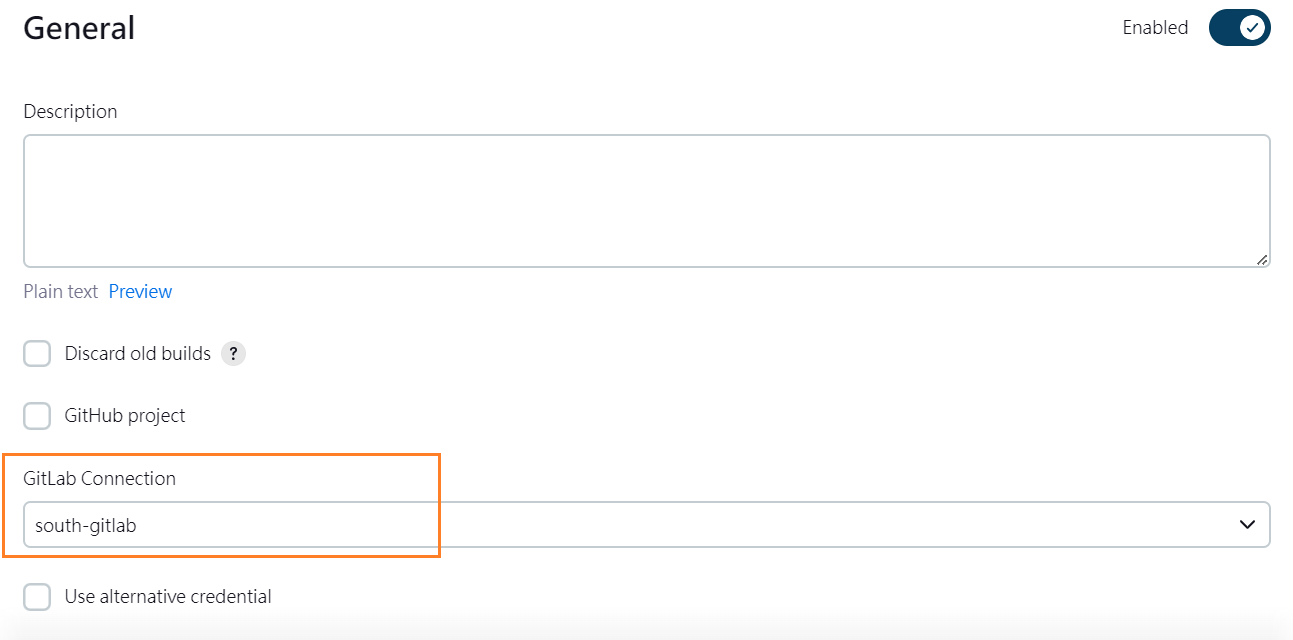 General
Enabled
Description
Plain text Preview
Discard old builds ?
GitHub project
GitLab Connection
south-gitlab
Use alternative credential